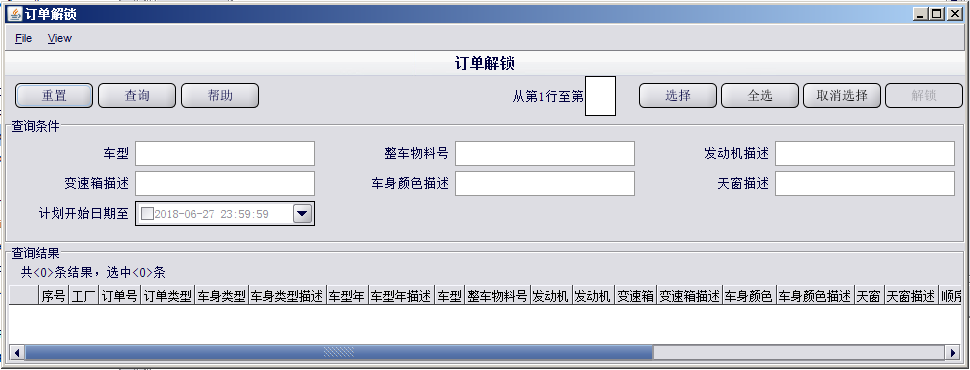 订单解锁
File View
订单解锁
重置 查询 帮助 从第1行至第 选择 全选 取消选择 解锁
查询条件
车型 整车物料号 发动机描述
变速箱描述 车身颜色描述 天窗描述
计划开始日期至 2018-06-27 23:59:59
查询结果
共<0>条结果，选中<0>条
序号 工厂 订单号 订单类型 车身类型 车身类型描述 车型年 车型年描述 车型 整车物料号 发动机 发动机 变速箱 变速箱描述 车身颜色 车身颜色描述 天窗 天窗描述 顺序